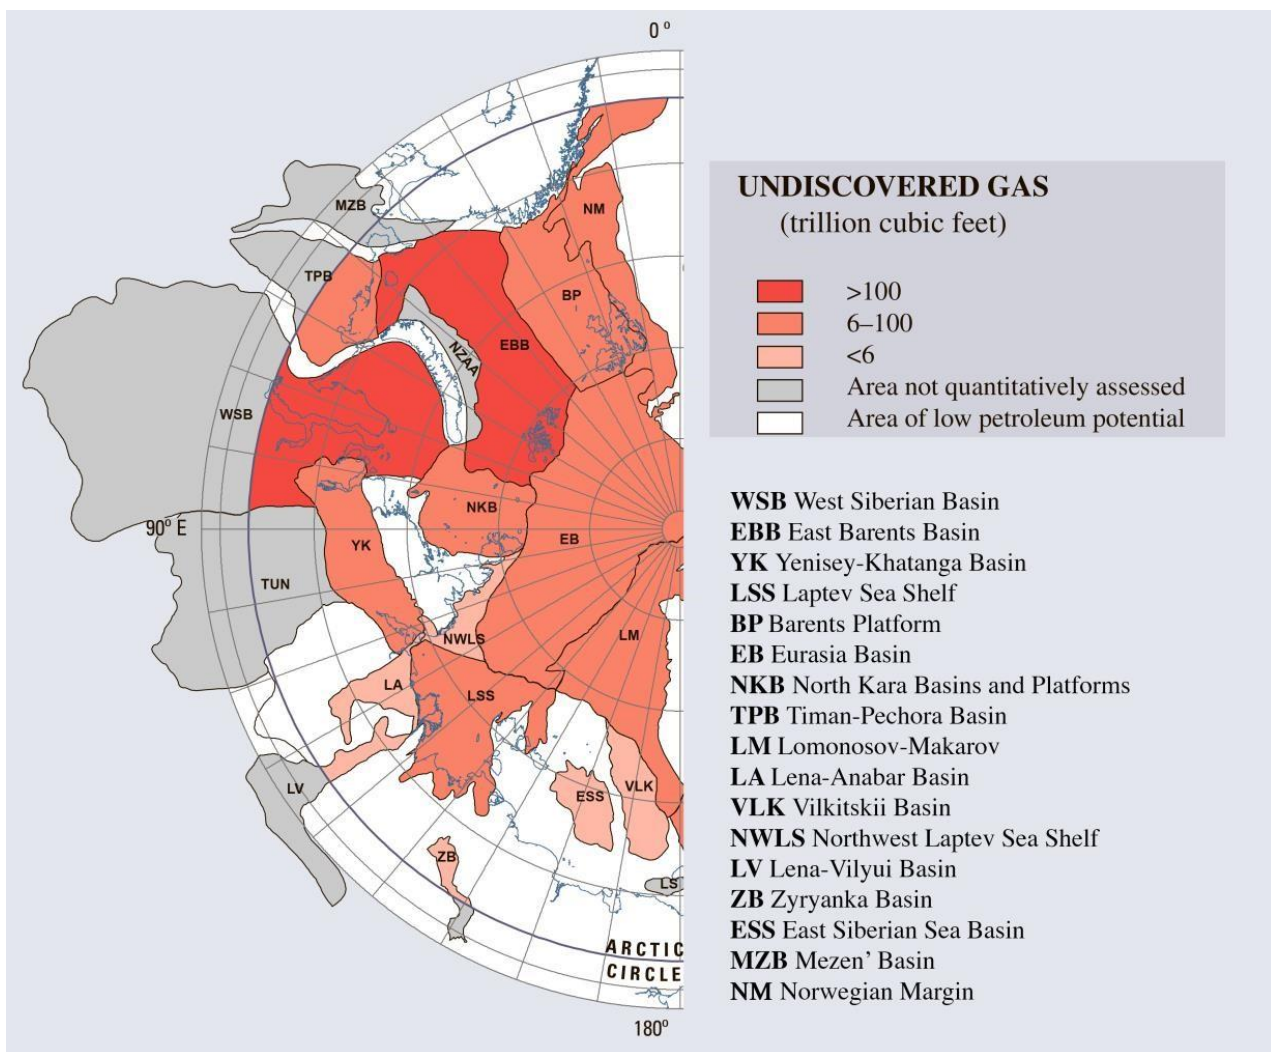 0 º
MZB
NM
TPB
BP
EBB
NZAA
WSB
NKB
90º E
EB
YK
TUN
NWLS
LM
LA
LSS
LV
VLK
ESS
ZB
LS
ARCTIC
CIRCLE
180º
UNDISCOVERED GAS
(trillion cubic feet)
>100
6–100
<6
Area not quantitatively assessed
Area of low petroleum potential
WSB West Siberian Basin
EBB East Barents Basin
YK Yenisey-Khatanga Basin
LSS Laptev Sea Shelf
BP Barents Platform
EB Eurasia Basin
NKB North Kara Basins and Platforms
TPB Timan-Pechora Basin
LM Lomonosov-Makarov
LA Lena-Anabar Basin
VLK Vilkitskii Basin
NWLS Northwest Laptev Sea Shelf
LV Lena-Vilyui Basin
ZB Zyryanka Basin
ESS East Siberian Sea Basin
MZB Mezen’ Basin
NM Norwegian Margin